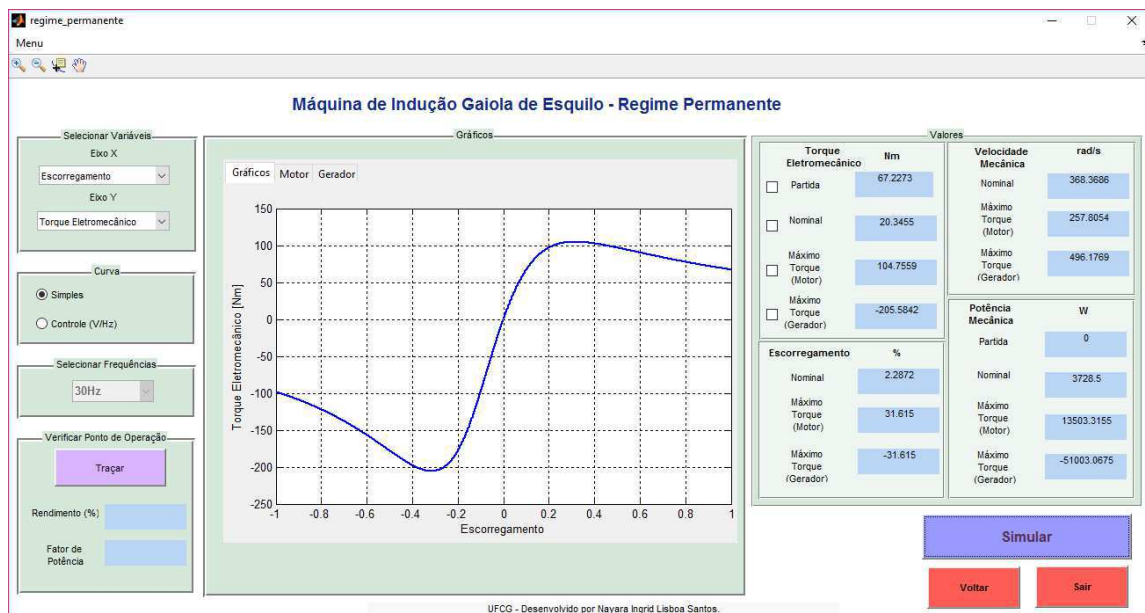 regime_permanente
Menu
Máquina de Indução Gaiola de Esquilo - Regime Permanente
Selecionar Variáveis
Eixo X
Escorregamento
Eixo Y
Torque Eletromecânico
Curva
Simples
Controle (V/Hz)
Selecionar Frequências
30Hz
Verificar Ponto de Operação
Traçar
Rendimento (%)
Fator de
Potência
Gráficos
Gráficos Motor Gerador
150
100
50
0
-50
-100
-150
-200
-250
Torque Eletromecânico [Nm]
-1 -0.8 -0.6 -0.4 -0.2 0 0.2 0.4 0.6 0.8 1
Escorregamento
Valores
Torque
Eletromecânico
Nm
Partida
67.2273
Nominal
20.3455
Máximo
Torque
(Motor)
104.7559
Máximo
Torque
(Gerador)
-205.5842
Escorregamento %
Nominal
2.2872
Máximo
Torque
(Motor)
31.615
Máximo
Torque
(Gerador)
-31.615
Velocidade
Mecânica
rad/s
Nominal
368.3686
Máximo
Torque
(Motor)
257.8054
Máximo
Torque
(Gerador)
496.1769
Potência
Mecânica
W
Partida
0
Nominal
3728.5
Máximo
Torque
(Motor)
13503.3155
Máximo
Torque
(Gerador)
-51003.0675
Simular
Voltar
Sair
UFCG - Desenvolvido por Nayara Ingrid Lisboa Santos.